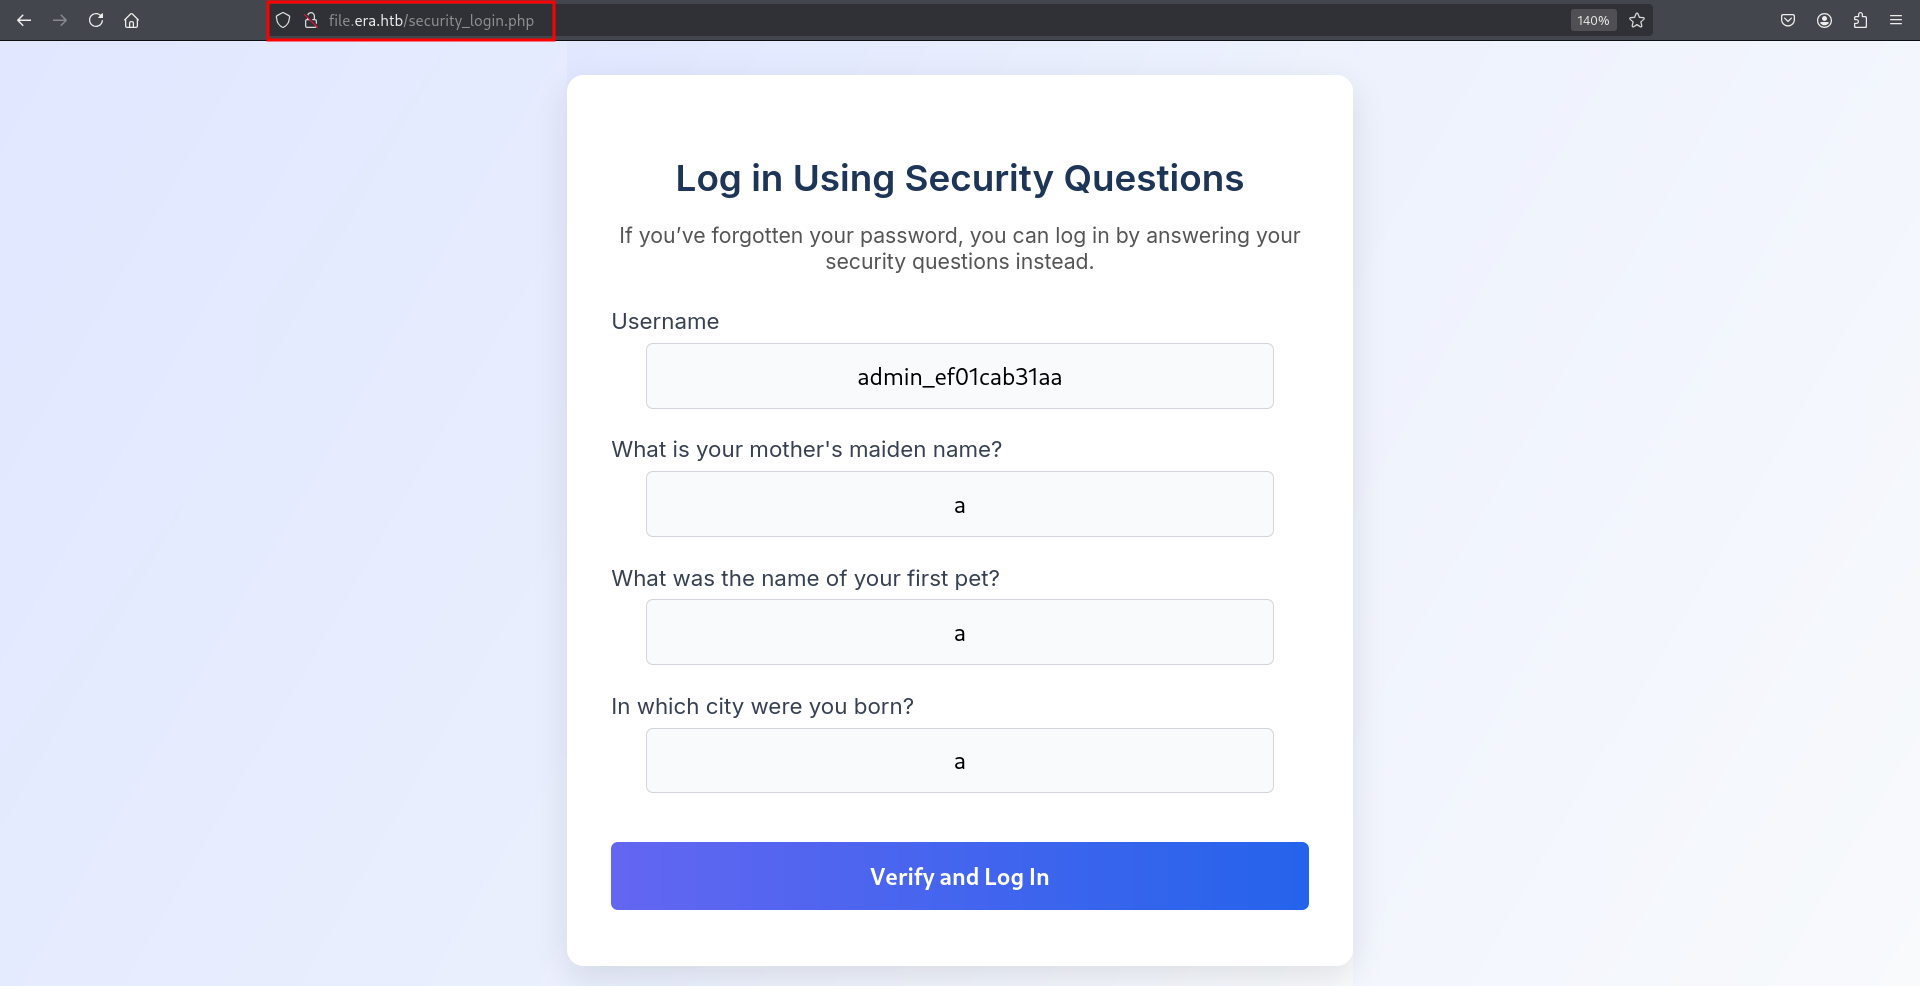 file.era.htb/security_login.php
140%
Log in Using Security Questions
If you’ve forgotten your password, you can log in by answering your
security questions instead.
Username
admin_ef01cab31aa
What is your mother's maiden name?
a
What was the name of your first pet?
a
In which city were you born?
a
Verify and Log In